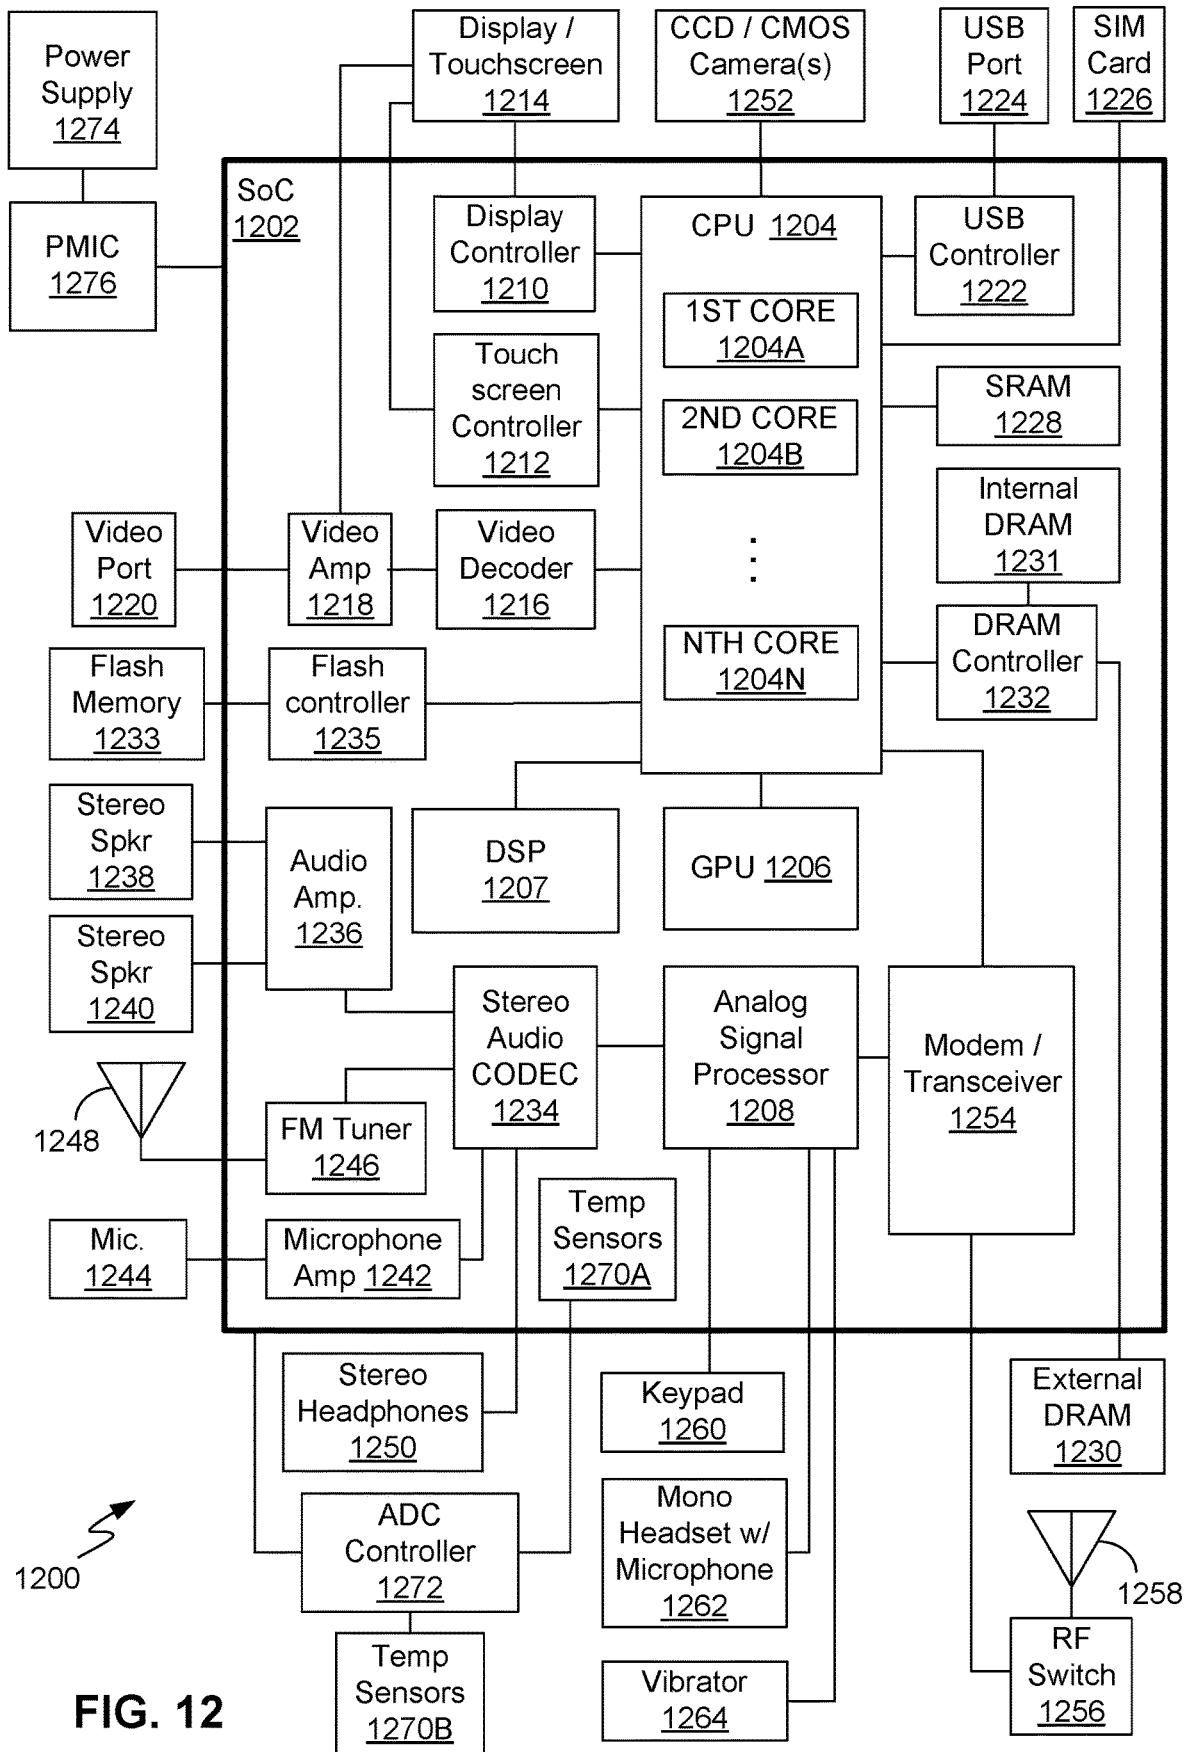 Power
Supply
1274
Display /
Touchscreen
1214
CCD / CMOS
Camera(s)
1252
USB
Port
1224
SIM
Card
1226
PMIC
1276
SoC
1202
Display
Controller
1210
CPU 1204
USB
Controller
1222
1ST CORE
1204A
Touch
screen
Controller
1212
2ND CORE
1204B
SRAM
1228
Internal
DRAM
1231
Video
Port
1220
Video
Amp
1218
Video
Decoder
1216
NTH CORE
1204N
DRAM
Controller
1232
Flash
Memory
1233
Flash
controller
1235
Stereo
Spkr
1238
Audio
Amp.
1236
DSP
1207
GPU 1206
Stereo
Spkr
1240
Stereo
Audio
CODEC
1234
Analog
Signal
Processor
1208
Modem /
Transceiver
1254
1248
FM Tuner
1246
Temp
Sensors
1270A
Mic.
1244
Microphone
Amp 1242
Stereo
Headphones
1250
Keypad
1260
External
DRAM
1230
ADC
Controller
1272
Mono
Headset w/
Microphone
1262
1200
1258
Temp
Sensors
1270B
Vibrator
1264
RF
Switch
1256
FIG. 12